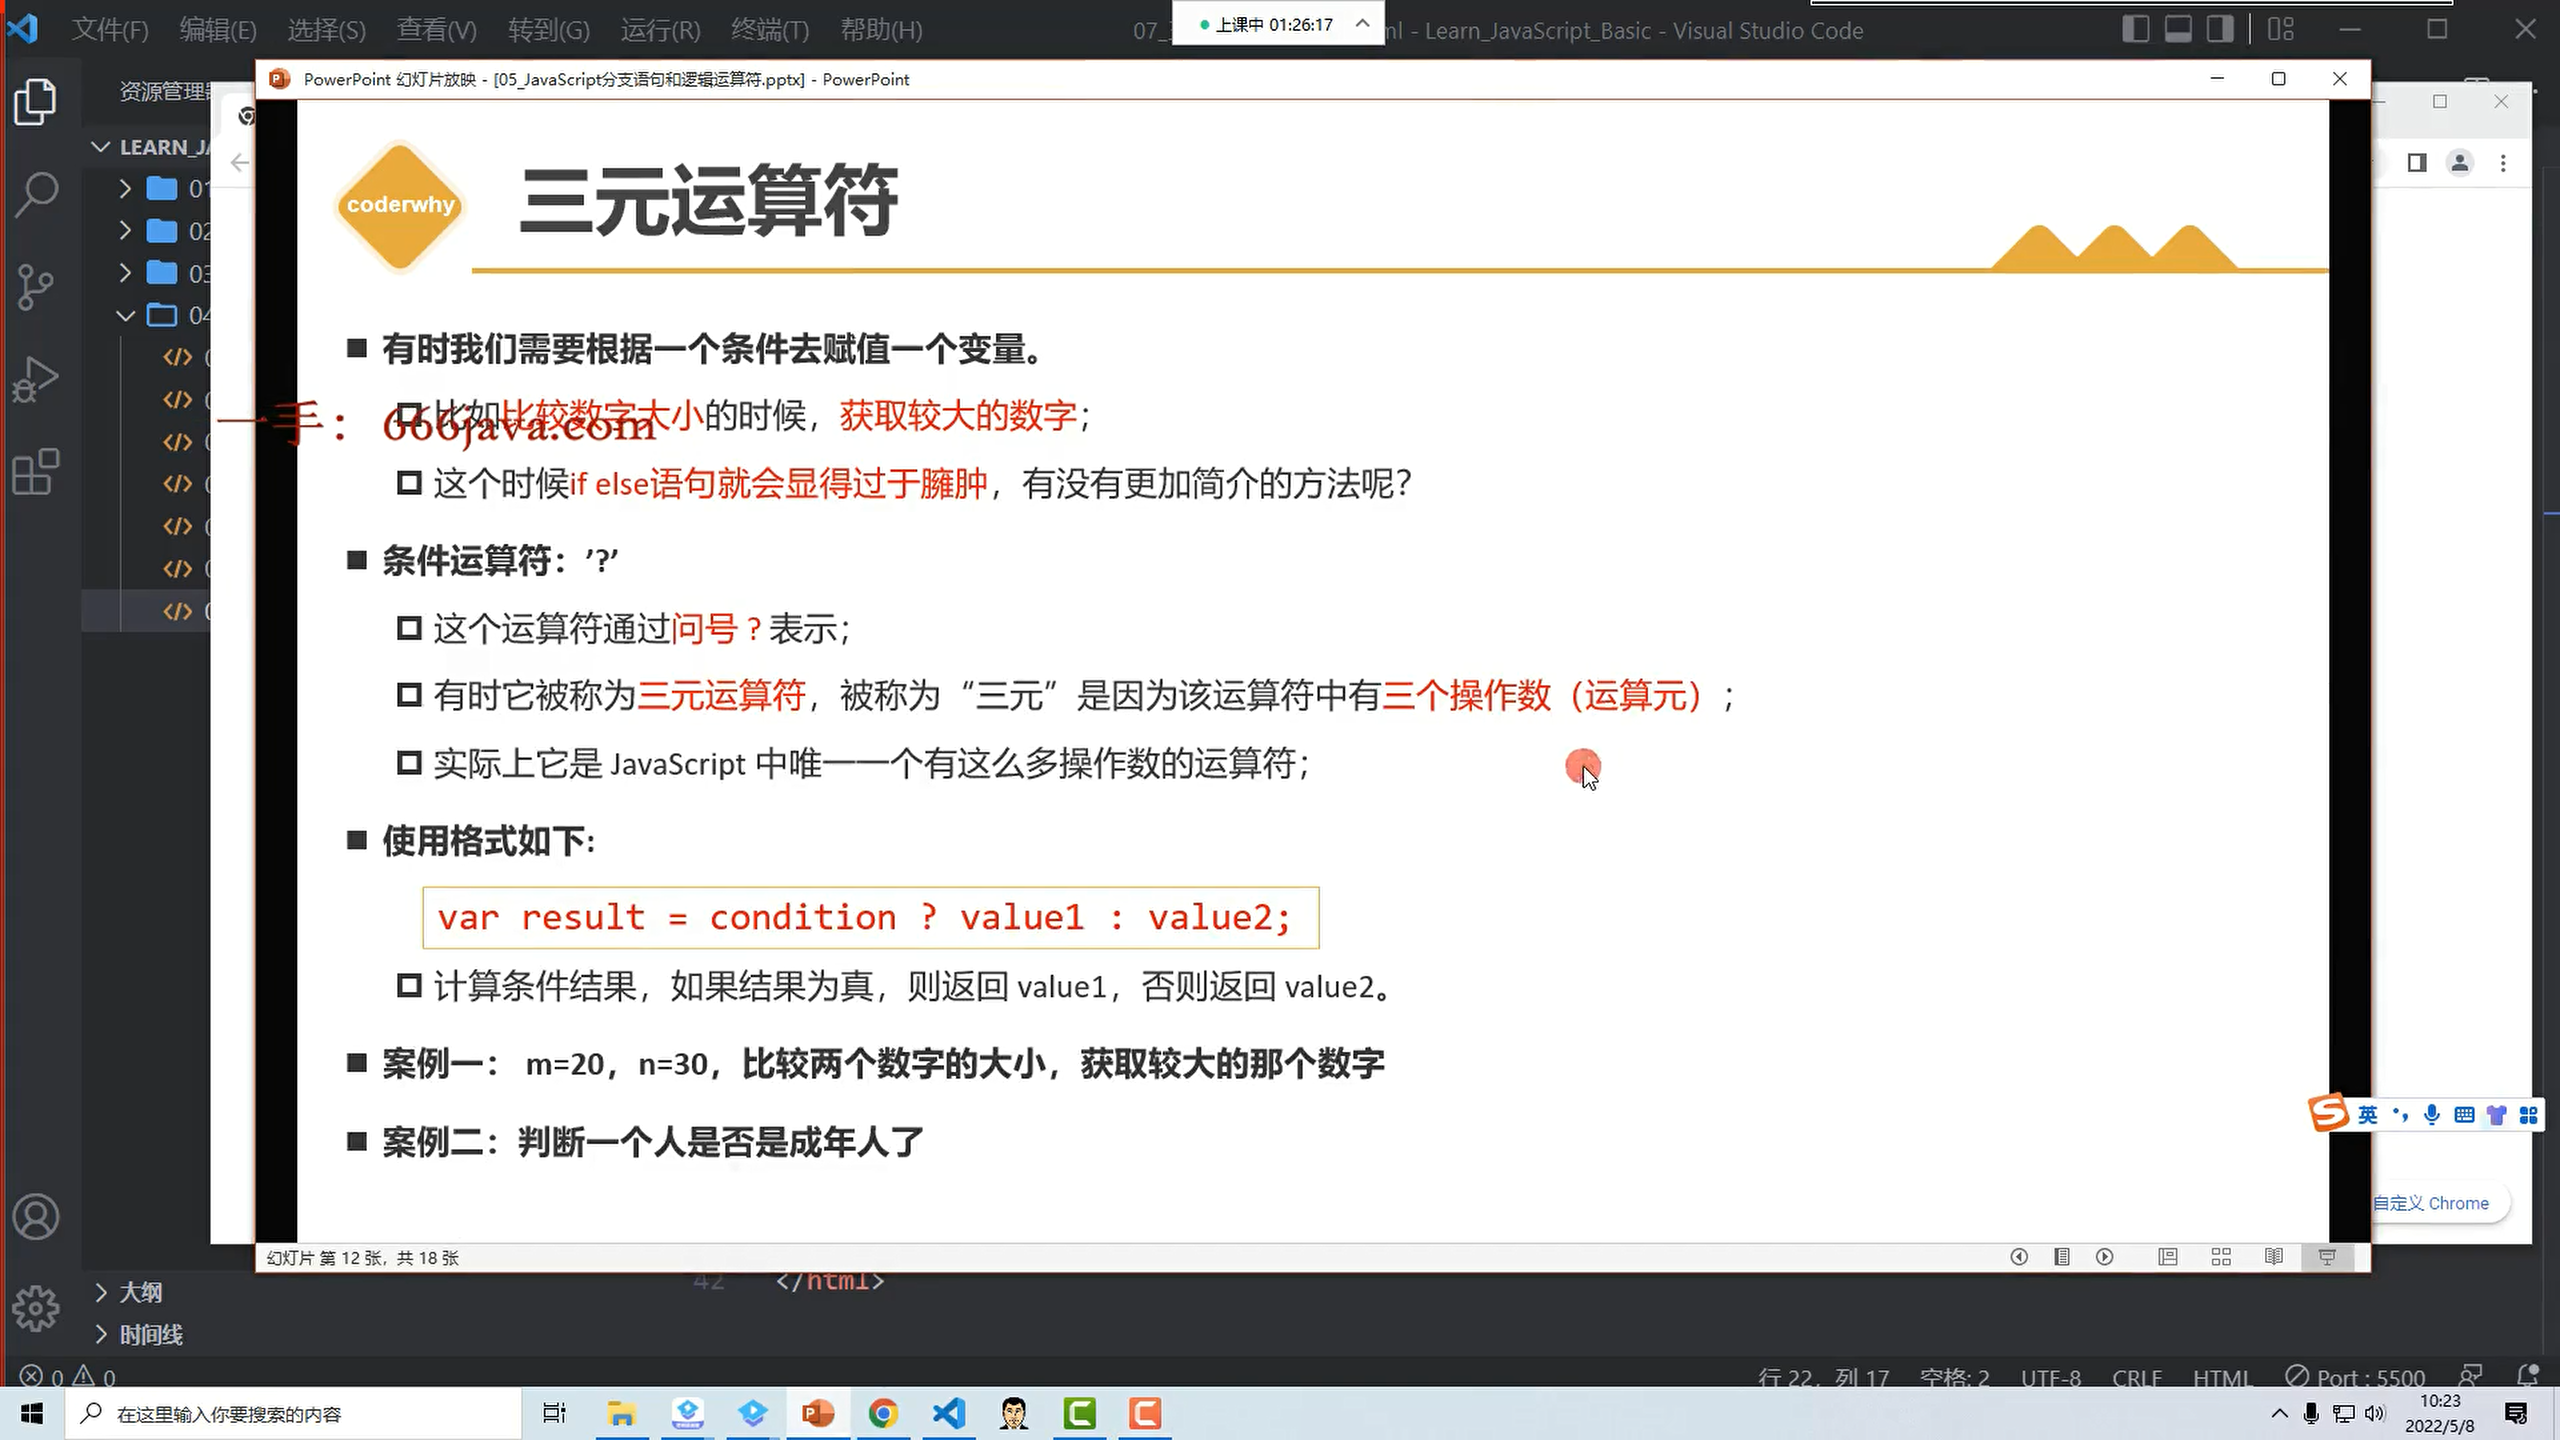 文件(F) 编辑(E) 选择(S) 查看(V) 转到(G) 运行(R) 终端(T) 帮助(H)
上课中 01:26:17
- Learn_JavaScript_Basic - Visual Studio Code
资源管理
PowerPoint 幻灯片放映 - [05_JavaScript分支语句和逻辑运算符.pptx] - PowerPoint
LEARN_JA
01
02
03
04
coderwhy
三元运算符
有时我们需要根据一个条件去赋值一个变量。
比如比较数字大小的时候，获取较大的数字；
一手： 666java.com
这个时候if else语句就会显得过于臃肿，有没有更加简介的方法呢？
条件运算符：’?’
这个运算符通过问号 ? 表示；
有时它被称为三元运算符，被称为“三元”是因为该运算符中有三个操作数（运算元）；
实际上它是 JavaScript 中唯一一个有这么多操作数的运算符；
使用格式如下:
var result = condition ? value1 : value2;
计算条件结果，如果结果为真，则返回 value1，否则返回 value2。
案例一： m=20，n=30，比较两个数字的大小，获取较大的那个数字
案例二：判断一个人是否是成年人了
英
自定义 Chrome
幻灯片 第 12 张，共 18 张
42 </html>
大纲
时间线
0 0
行 22，列 17 空格: 2 UTF-8 CRLF HTML Port : 5500
在这里输入你要搜索的内容
10:23
2022/5/8